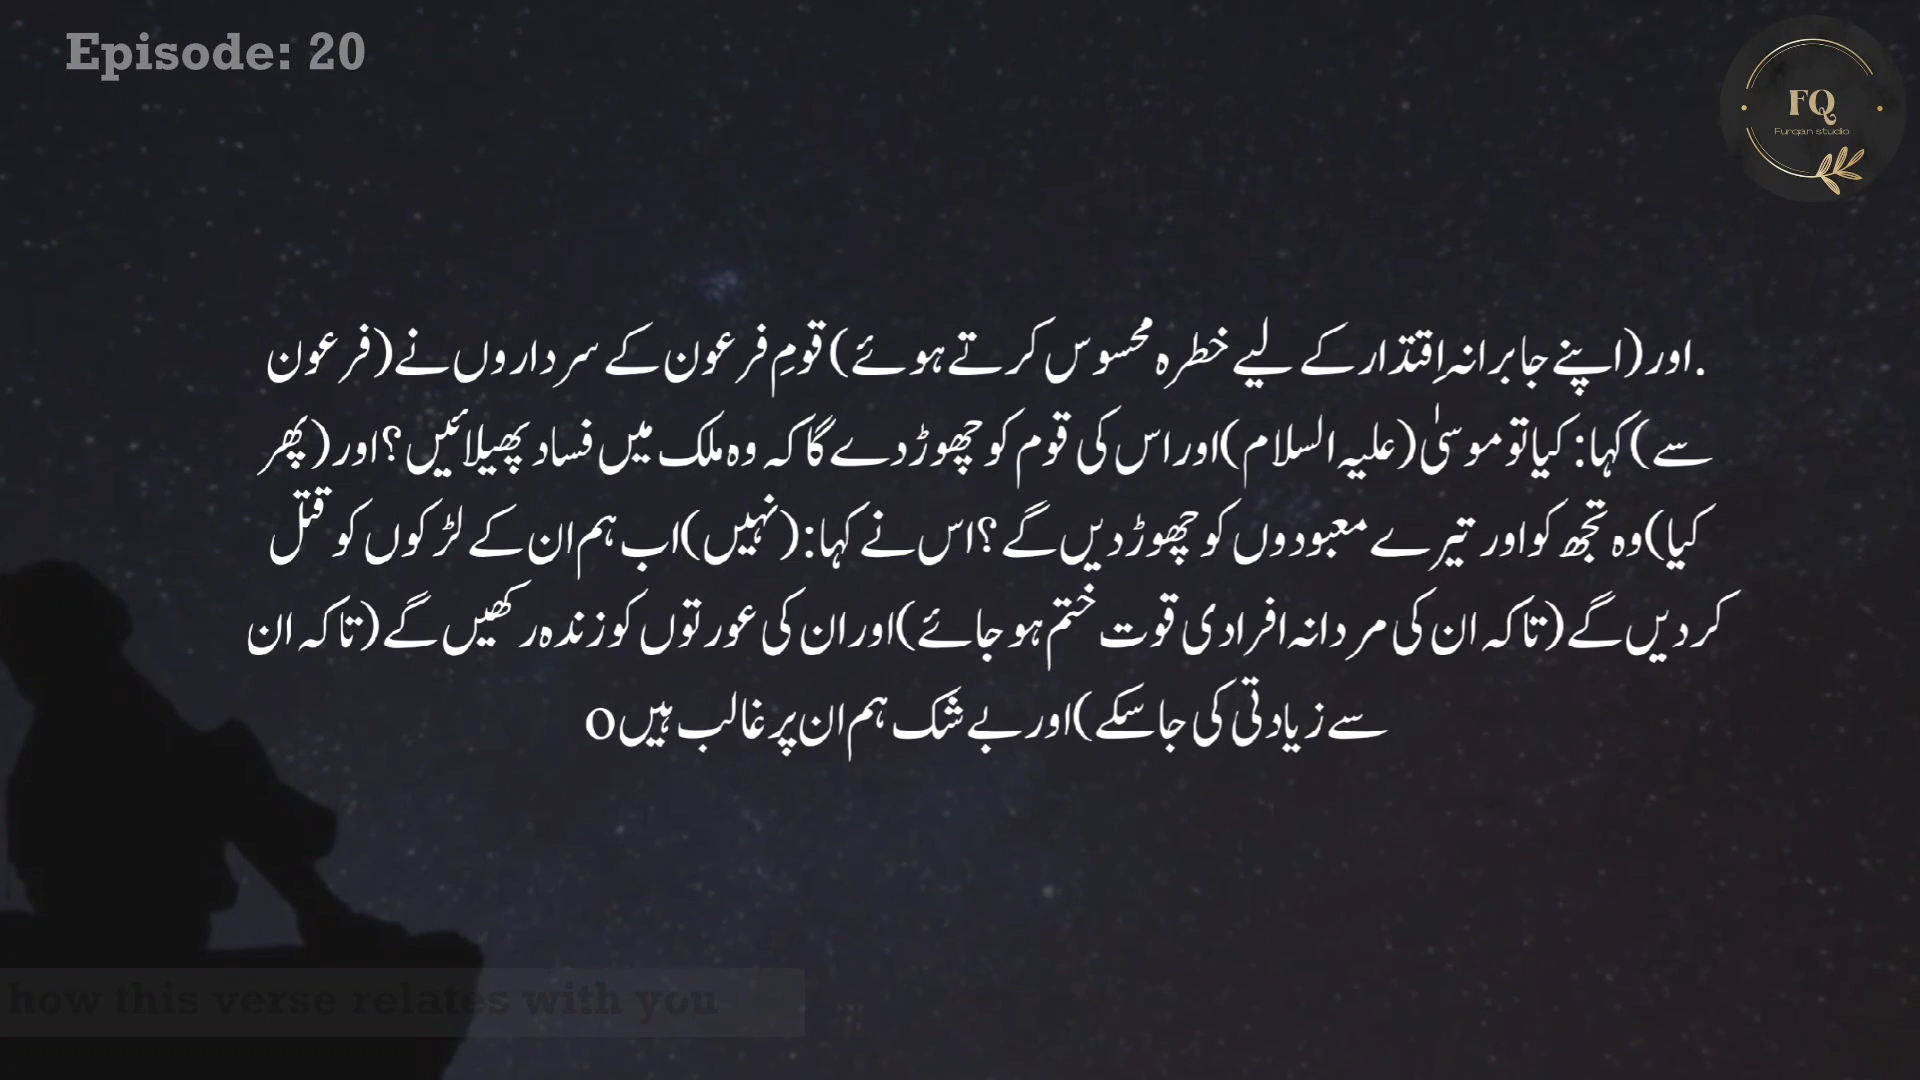 Episode: 20
FQ
Furqan studio
.اور (اپنے جابرانہ اِقتدار کے لیے خطرہ محسوس کرتے ہوئے) قومِ فرعون کے سرداروں نے (فرعون
سے) کہا: کیا تو موسیٰ (علیہ السلام) اور اس کی قوم کو چھوڑ دے گا کہ وہ ملک میں فساد پھیلائیں؟ اور (پھر
کیا) وہ تجھ کو اور تیرے معبودوں کو چھوڑ دیں گے؟ اس نے کہا: (نہیں) اب ہم ان کے لڑکوں کو قتل
کر دیں گے (تاکہ ان کی مردانہ افرادی قوت ختم ہو جائے) اور ان کی عورتوں کو زندہ رکھیں گے (تاکہ ان
سے زیادتی کی جا سکے) اور بے شک ہم ان پر غالب ہیںo
how this verse relates with you